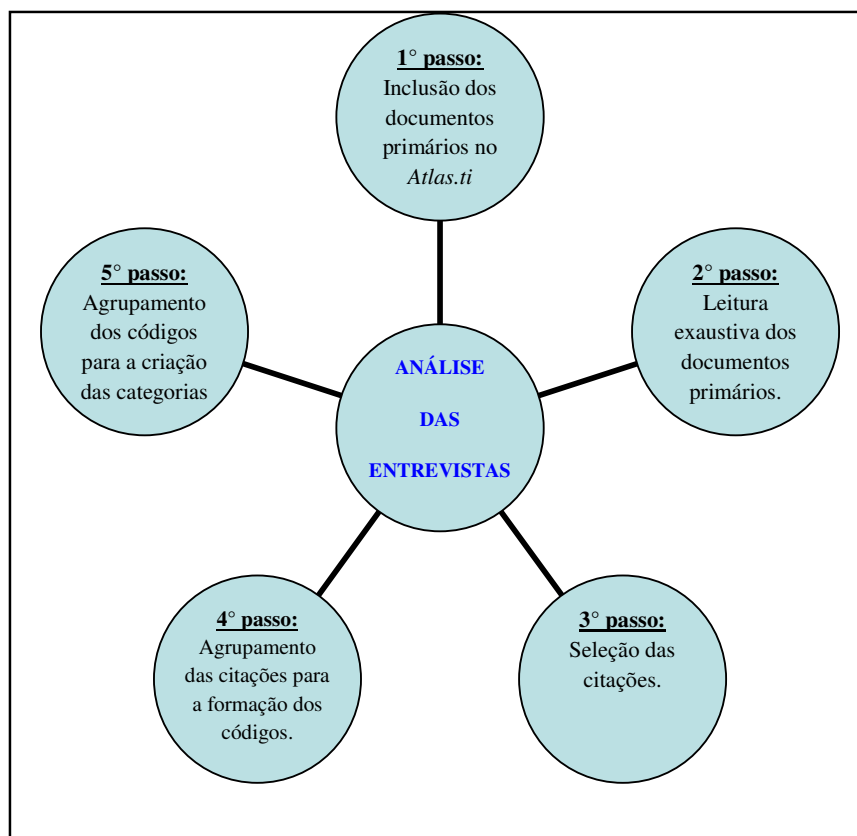 1° passo:
Inclusão dos
documentos
primários no
Atlas.ti
5° passo:
Agrupamento
dos códigos
para a criação
das categorias
2° passo:
Leitura
exaustiva dos
documentos
primários.
ANÁLISE
DAS
ENTREVISTAS
4° passo:
Agrupamento
das citações para
a formação dos
códigos.
3° passo:
Seleção das
citações.